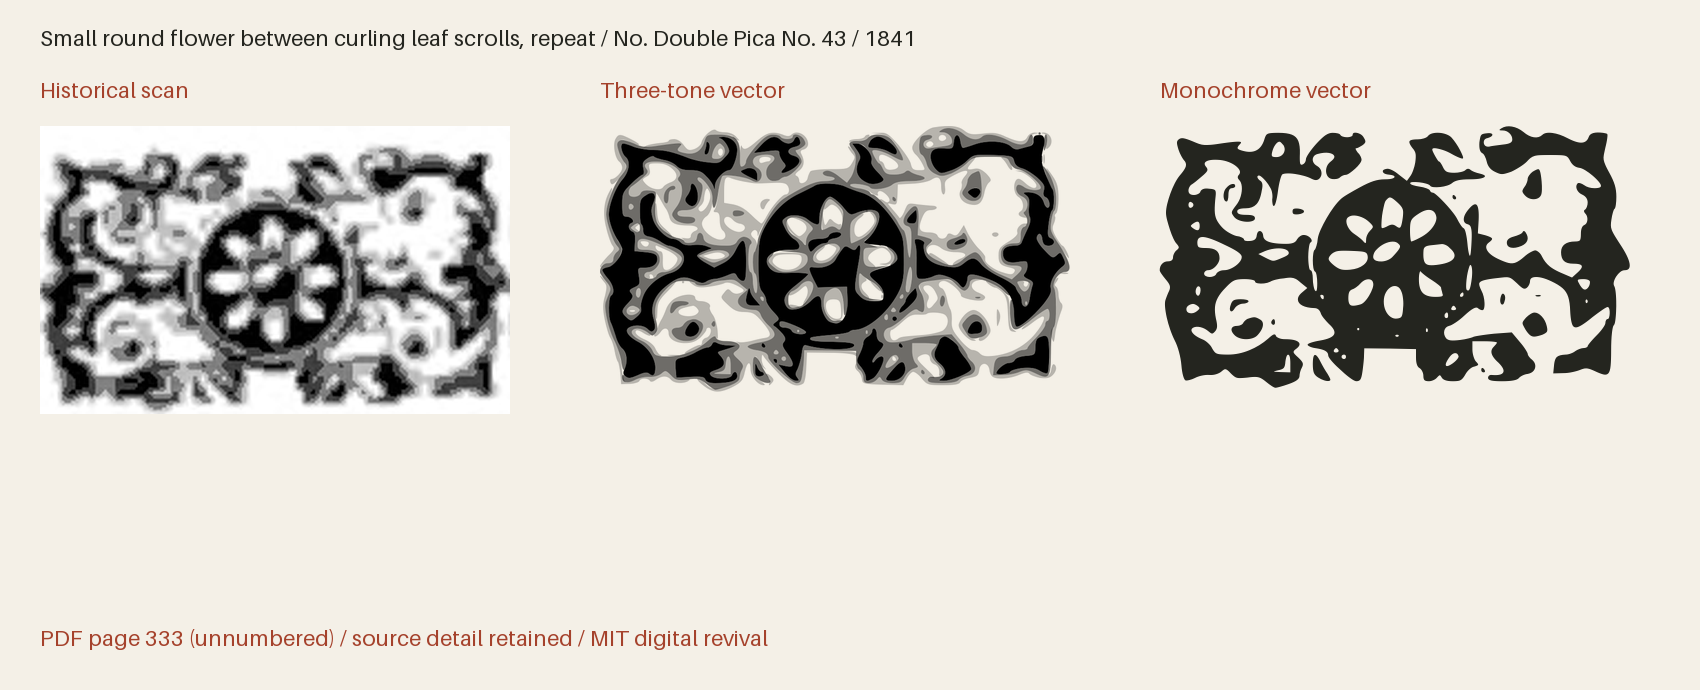 Small round flower between curling leaf scrolls, repeat / No. Double Pica No. 43 / 1841
Historical scan
Three-tone vector
Monochrome vector
PDF page 333 (unnumbered) / source detail retained / MIT digital revival